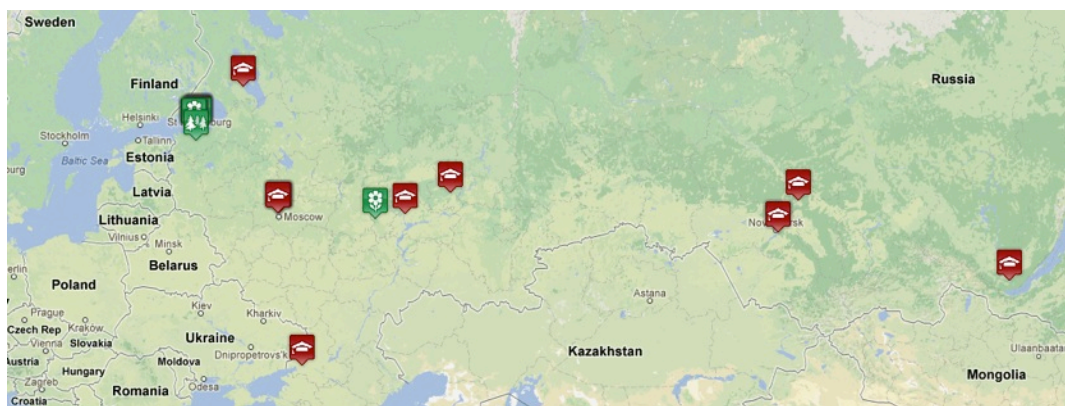 Sweden
Finland
Russia
Helsinki
Stockholm
Tallinn
Baltic Sea
Estonia
Latvia
Lithuania
Moscow
Vilnius
Minsk
Belarus
Poland
Astana
Kiev
Kharkiv
Prague
Kraków
Czech Rep
Slovakia
Vienna
Ukraine
Dnipropetrovs'k
Austria
Moldova
Hungary
Kazakhstan
Ulaanbaatar
Mongolia
Zagreb
Romania
Odesa
Croatia